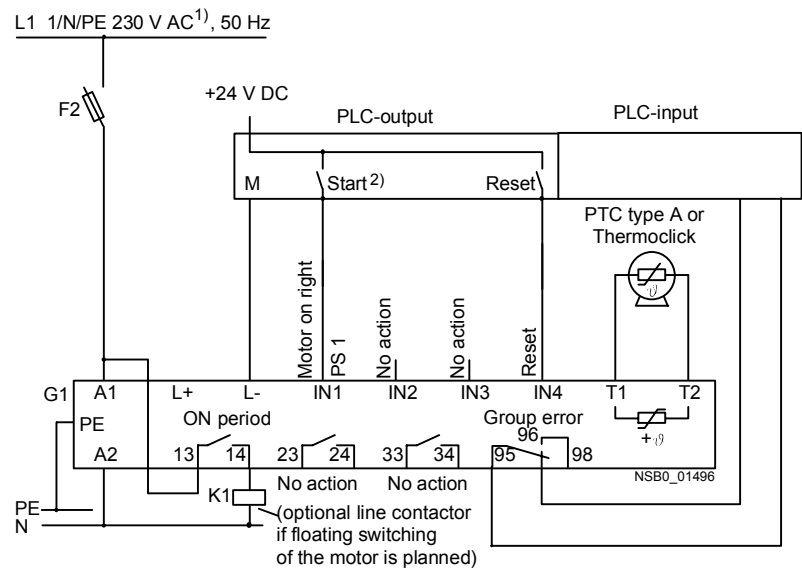 L1 1/N/PE 230 V AC1), 50 Hz
F2
+24 V DC
PLC-output
PLC-input
M
Start 2)
Reset
PTC type A or
Thermoclick
ϑ
Motor on right
PS 1
No action
No action
Reset
G1
A1
L+
L-
IN1
IN2
IN3
IN4
T1
T2
PE
ON period
Group error
+ϑ
A2
13
14
23
24
33
34
95
96
98
NSB0_01496
No action
No action
K1
PE
N
(optional line contactor
if floating switching
of the motor is planned)